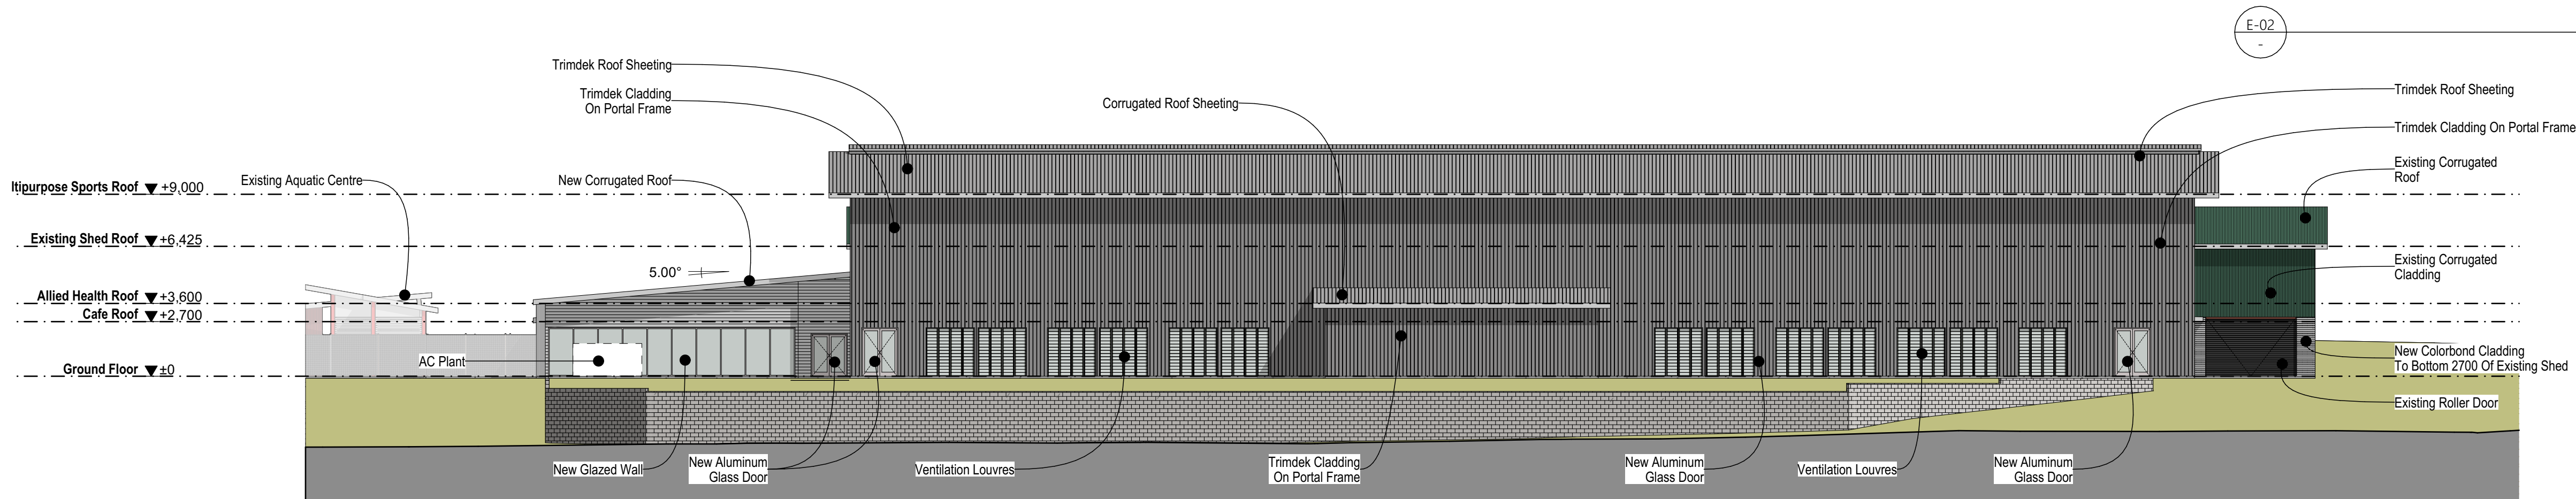 E-02
-
Trimdek Roof Sheeting
Trimdek Cladding
On Portal Frame
Corrugated Roof Sheeting
Trimdek Roof Sheeting
Trimdek Cladding On Portal Frame
Existing Corrugated
Roof
Itipurpose Sports Roof +9,000
Existing Aquatic Centre
New Corrugated Roof
Existing Shed Roof +6,425
5.00°
Existing Corrugated
Cladding
Allied Health Roof +3,600
Cafe Roof +2,700
AC Plant
Ground Floor ±0
New Colorbond Cladding
To Bottom 2700 Of Existing Shed
Existing Roller Door
New Glazed Wall
New Aluminum
Glass Door
Ventilation Louvres
Trimdek Cladding
On Portal Frame
New Aluminum
Glass Door
Ventilation Louvres
New Aluminum
Glass Door